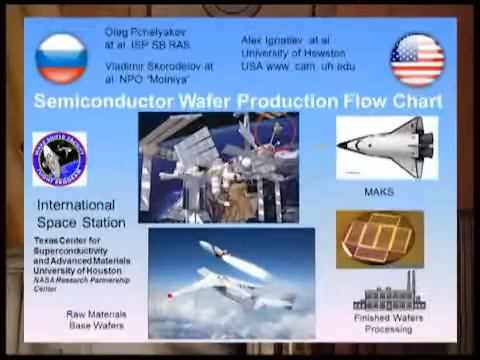 Oleg Pchelyakov
at al. ISP SB RAS.
Vladimir Skorodelov at
al. NPO "Molniya"
Alex Ignatiev at al
University of Howston
USA www. cam. uh.edu.
Semiconductor Wafer Production Flow Chart
International
Space Station
Texas Center for
Superconductivity
and Advanced Materials
University of Houston
NASA Research Partnership
Center
Raw Materials
Base Wafers
MAKS
Finished Wafers
Processing